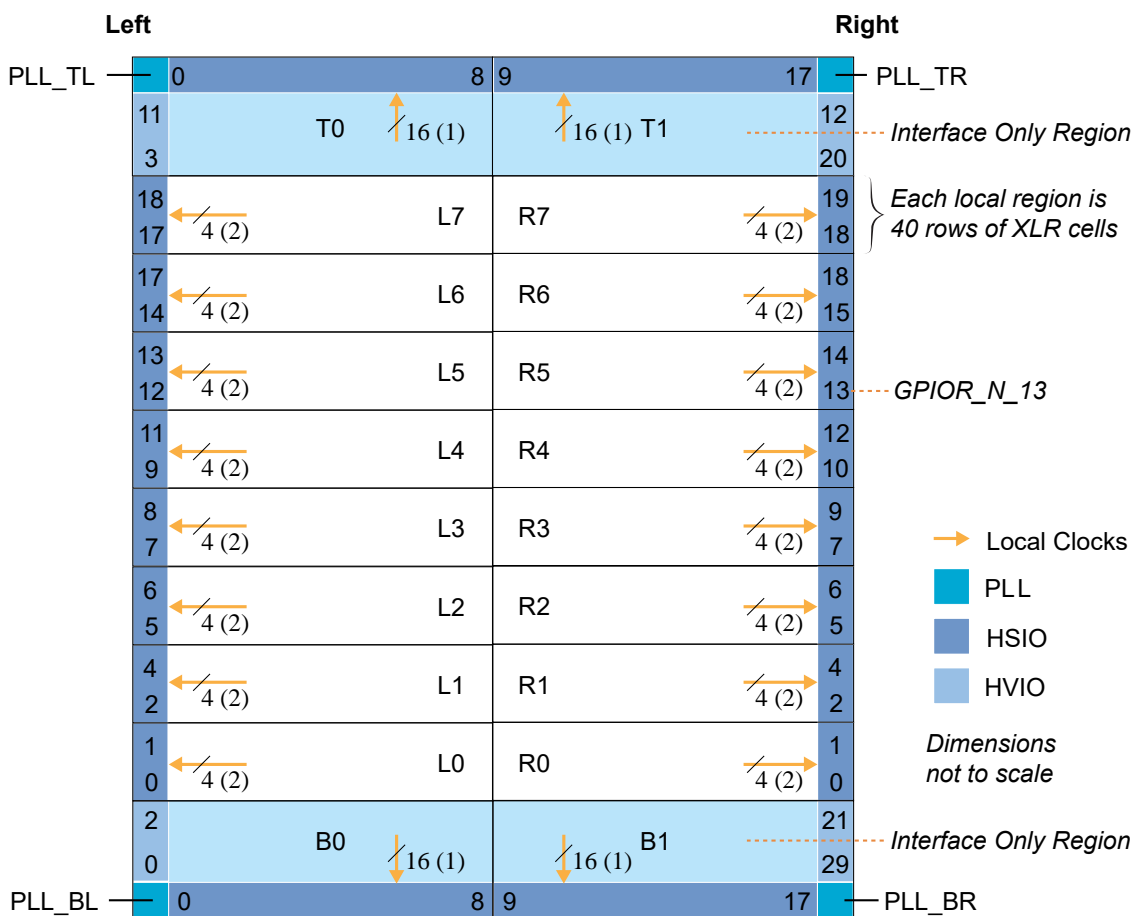 Left
Right
PLL_TL
0
8
9
17
PLL_TR
11
3
T0
16 (1)
16 (1)
T1
12
20
Interface Only Region
18
17
4 (2)
L7
R7
4 (2)
19
18
Each local region is
40 rows of XLR cells
17
14
4 (2)
L6
R6
4 (2)
18
15
13
12
4 (2)
L5
R5
4 (2)
14
13
GPIOR_N_13
11
9
4 (2)
L4
R4
4 (2)
12
10
8
7
4 (2)
L3
R3
4 (2)
9
7
6
5
4 (2)
L2
R2
4 (2)
6
5
4
2
4 (2)
L1
R1
4 (2)
4
2
1
0
4 (2)
L0
R0
4 (2)
1
0
Local Clocks
PLL
HSIO
HVIO
Dimensions
not to scale
2
0
B0
16 (1)
16 (1)
B1
21
29
Interface Only Region
PLL_BL
0
8
9
17
PLL_BR